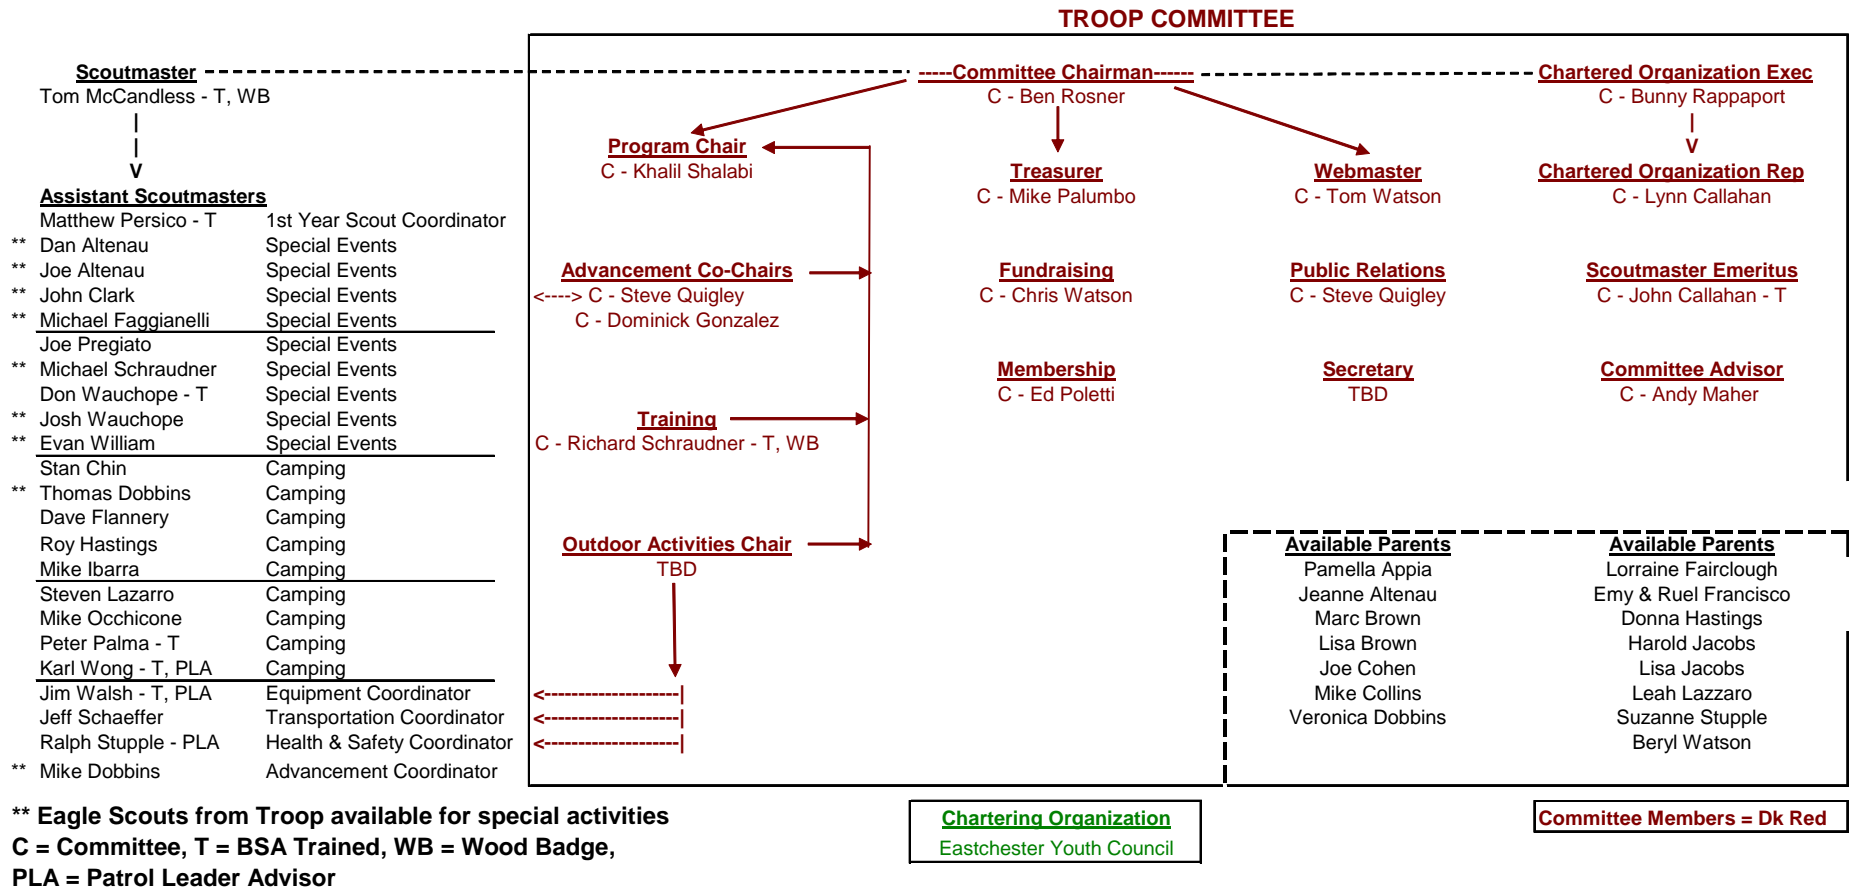 TROOP COMMITTEE
Scoutmaster -----Committee Chairman------ Chartered Organization Exec
Tom McCandless - T, WB C - Ben Rosner C - Bunny Rappaport
Program Chair
C - Khalil Shalabi
Treasurer Webmaster Chartered Organization Rep
C - Mike Palumbo C - Tom Watson C - Lynn Callahan
Assistant Scoutmasters
Matthew Persico - T 1st Year Scout Coordinator
** Dan Altenau Special Events
** Joe Altenau Special Events
** John Clark Special Events
** Michael Faggianelli Special Events
Joe Pregiato Special Events
** Michael Schraudner Special Events
Don Wauchope - T Special Events
** Josh Wauchope Special Events
** Evan William Special Events
Stan Chin Camping
** Thomas Dobbins Camping
Dave Flannery Camping
Roy Hastings Camping
Mike Ibarra Camping
Steven Lazarro Camping
Mike Occhicone Camping
Peter Palma - T Camping
Karl Wong - T, PLA Camping
Jim Walsh - T, PLA Equipment Coordinator
Jeff Schaeffer Transportation Coordinator
Ralph Stupple - PLA Health & Safety Coordinator
** Mike Dobbins Advancement Coordinator
Advancement Co-Chairs
<----> C - Steve Quigley
C - Dominick Gonzalez
Fundraising
C - Chris Watson
Public Relations
C - Steve Quigley
Scoutmaster Emeritus
C - John Callahan - T
Membership
C - Ed Poletti
Secretary
TBD
Committee Advisor
C - Andy Maher
Training
C - Richard Schraudner - T, WB
Outdoor Activities Chair
TBD
Available Parents
Pamella Appia
Jeanne Altenau
Marc Brown
Lisa Brown
Joe Cohen
Mike Collins
Veronica Dobbins
Available Parents
Lorraine Fairclough
Emy & Ruel Francisco
Donna Hastings
Harold Jacobs
Lisa Jacobs
Leah Lazzaro
Suzanne Stupple
Beryl Watson
** Eagle Scouts from Troop available for special activities
C = Committee, T = BSA Trained, WB = Wood Badge,
PLA = Patrol Leader Advisor
Chartering Organization
Eastchester Youth Council
Committee Members = Dk Red